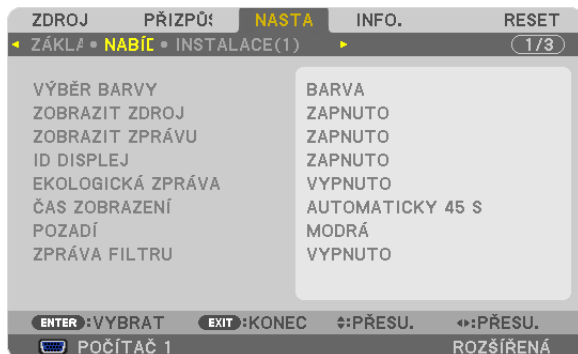 ZDROJ PŘIZPŮS NASTA INFO. RESET
ZÁKLA • NABÍD • INSTALACE(1) 1/3
VÝBĚR BARVY BARVA
ZOBRAZIT ZDROJ ZAPNUTO
ZOBRAZIT ZPRÁVU ZAPNUTO
ID DISPLEJ ZAPNUTO
EKOLOGICKÁ ZPRÁVA VYPNUTO
ČAS ZOBRAZENÍ AUTOMATICKY 45 S
POZADÍ MODRÁ
ZPRÁVA FILTRU VYPNUTO
ENTER:VYBRAT EXIT:KONEC :PŘESU. :PŘESU.
POČÍTAČ 1 ROZŠÍŘENÁ